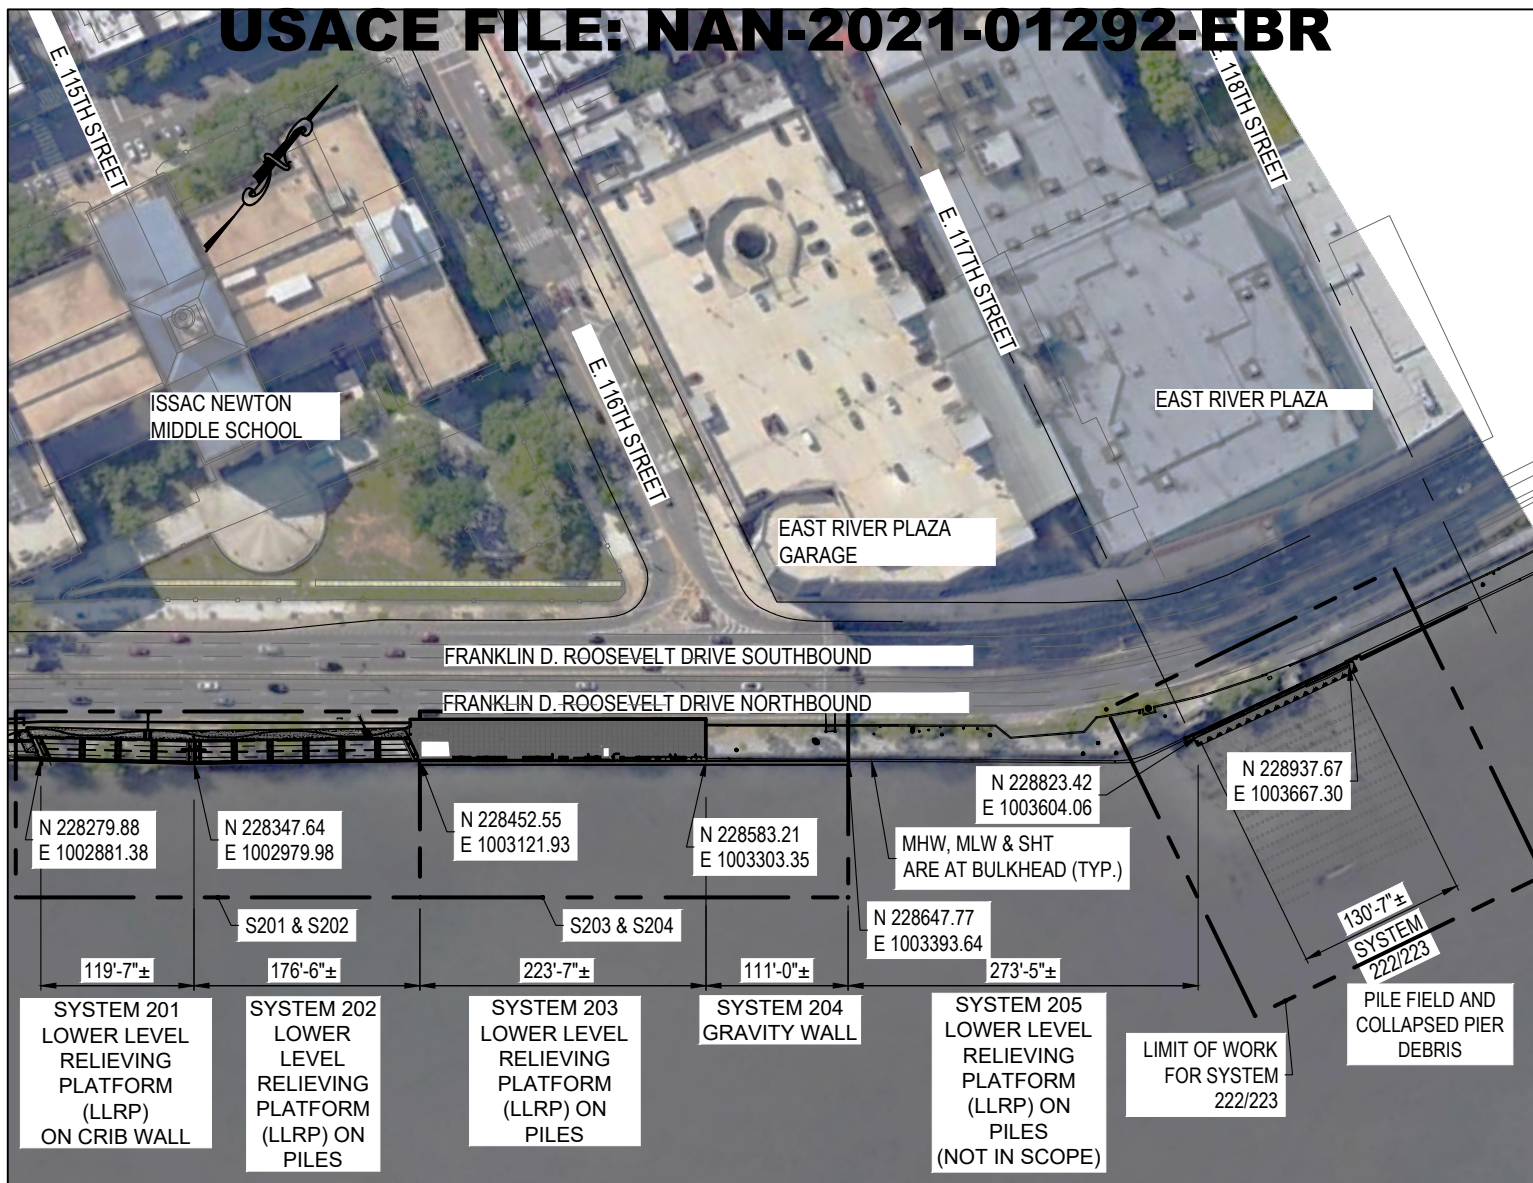 USACE FILE: NAN-2021-01292-EBR
E. 115TH STREET
E. 116TH STREET
E. 117TH STREET
E. 118TH STREET
ISSAC NEWTON
MIDDLE SCHOOL
EAST RIVER PLAZA
EAST RIVER PLAZA
GARAGE
FRANKLIN D. ROOSEVELT DRIVE SOUTHBOUND
FRANKLIN D. ROOSEVELT DRIVE NORTHBOUND
N 228279.88
E 1002881.38
N 228347.64
E 1002979.98
N 228452.55
E 1003121.93
N 228583.21
E 1003303.35
N 228647.77
E 1003393.64
N 228823.42
E 1003604.06
N 228937.67
E 1003667.30
MHW, MLW & SHT
ARE AT BULKHEAD (TYP.)
S201 & S202
S203 & S204
119'-7"±
176'-6"±
223'-7"±
111'-0"±
273'-5"±
130'-7"±
SYSTEM
222/223
SYSTEM 201
LOWER LEVEL
RELIEVING
PLATFORM
(LLRP)
ON CRIB WALL
SYSTEM 202
LOWER
LEVEL
RELIEVING
PLATFORM
(LLRP) ON
PILES
SYSTEM 203
LOWER LEVEL
RELIEVING
PLATFORM
(LLRP) ON
PILES
SYSTEM 204
GRAVITY WALL
SYSTEM 205
LOWER LEVEL
RELIEVING
PLATFORM
(LLRP) ON
PILES
(NOT IN SCOPE)
LIMIT OF WORK
FOR SYSTEM
222/223
PILE FIELD AND
COLLAPSED PIER
DEBRIS